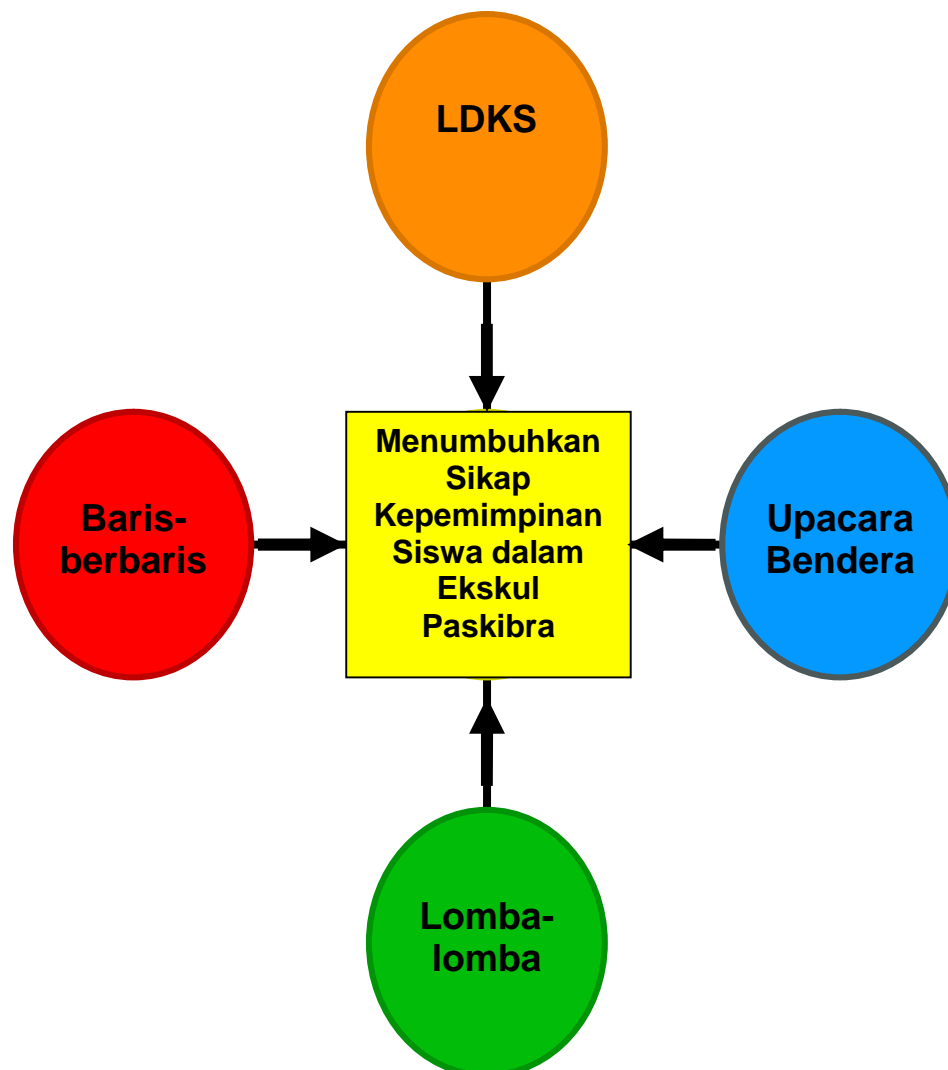 LDKS
Menumbuhkan
Sikap
Kepemimpinan
Siswa dalam
Ekskul
Paskibra
Baris-
berbaris
Upacara
Bendera
Lomba-
lomba